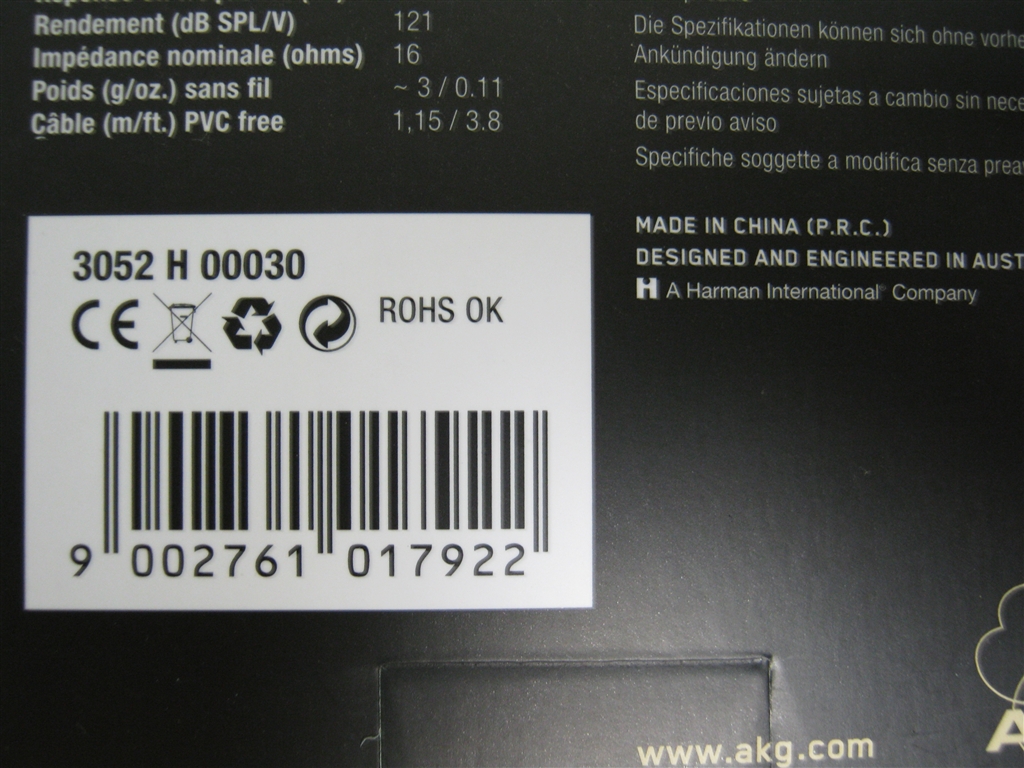 Rendement (dB SPL/V) 121
Impédance nominale (ohms) 16
Poids (g/oz.) sans fil ~ 3 / 0.11
Câble (m/ft.) PVC free 1,15 / 3.8
Die Spezifikationen können sich ohne
Ankündigung ändern
Especificaciones sujetas a cambio sin
de previo aviso
Specifiche soggette a modifica senza
MADE IN CHINA (P.R.C.)
DESIGNED AND ENGINEERED IN AUST
H A Harman International® Company
3052 H 00030
CE ROHS OK
9 002761 017922
www.akg.com